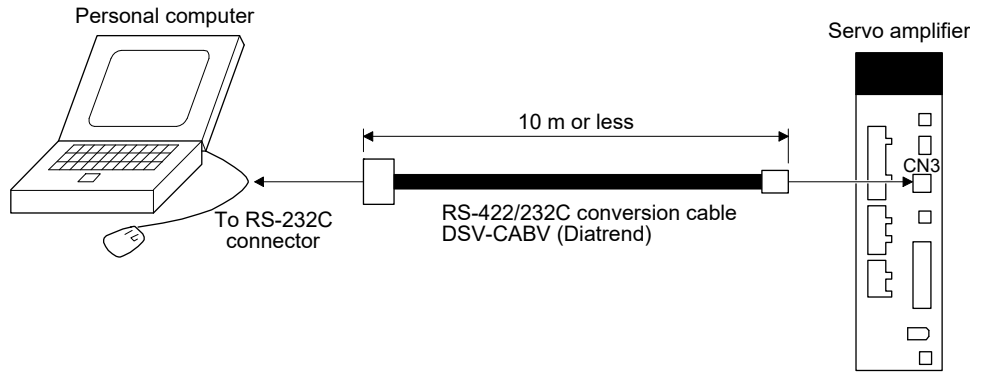 Personal computer
Servo amplifier
10 m or less
CN3
To RS-232C
connector
RS-422/232C conversion cable
DSV-CABV (Diatrend)